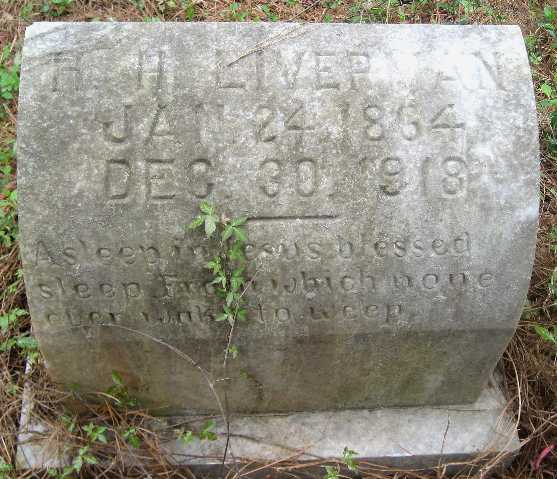 H. H. LIVERMAN
JAN. 24, 1864
DEC. 30, 1918
Asleep in Jesus blessed
sleep From which none
ever wake to weep.